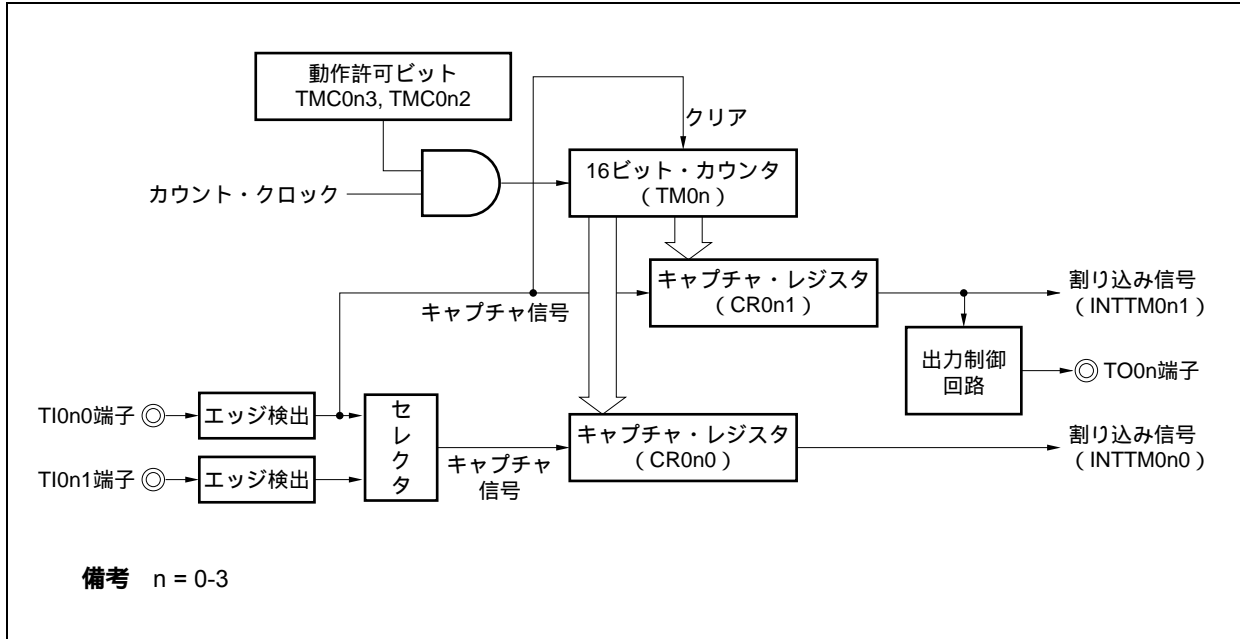 動作許可ビット
TMC0n3, TMC0n2
クリア
カウント・クロック
16ビット・カウンタ
(TM0n)
キャプチャ信号
キャプチャ・レジスタ
(CR0n1)
割り込み信号
(INTTM0n1)
出力制御
回路
TO0n端子
TI0n0端子
エッジ検出
TI0n1端子
エッジ検出
セレクタ
キャプチャ
信号
キャプチャ・レジスタ
(CR0n0)
割り込み信号
(INTTM0n0)
備考 n = 0-3